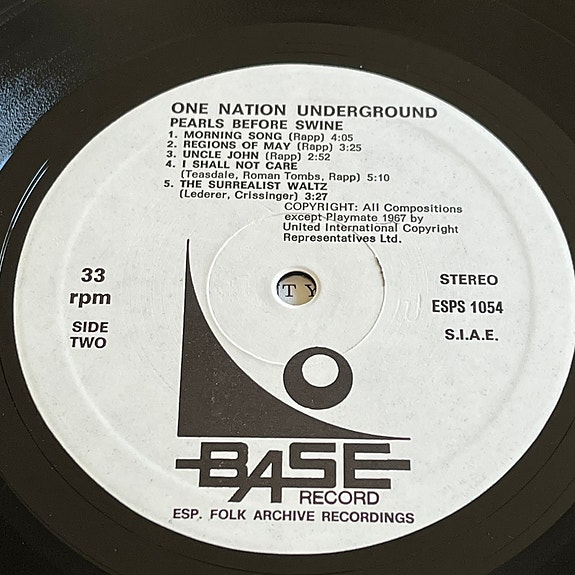 ONE NATION UNDERGROUND
PEARLS BEFORE SWINE
1. MORNING SONG (Rapp) 4:05
2. REGIONS OF MAY (Rapp) 3:25
3. UNCLE JOHN (Rapp) 2:52
4. I SHALL NOT CARE
(Teasdale, Roman Tombs, Rapp) 5:10
5. THE SURREALIST WALTZ
(Lederer, Crissinger) 3:27
COPYRIGHT: All Compositions
except Playmate 1967 by
United International Copyright
Representatives Ltd.
33
rpm
SIDE
TWO
TY
STEREO
ESPS 1054
S.I.A.E.
BASE
RECORD
ESP. FOLK ARCHIVE RECORDINGS